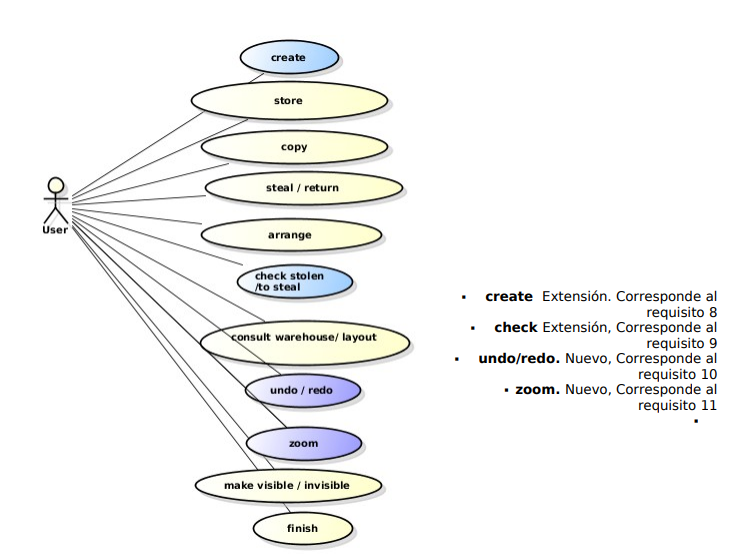 create
store
copy
steal / return
User
arrange
check stolen
/to steal
consult warehouse/ layout
undo / redo
zoom
make visible / invisible
finish
▪ create Extensión. Corresponde al
requisito 8
▪ check Extensión, Corresponde al
requisito 9
▪ undo/redo. Nuevo, Corresponde al
requisito 10
▪ zoom. Nuevo, Corresponde al
requisito 11
▪